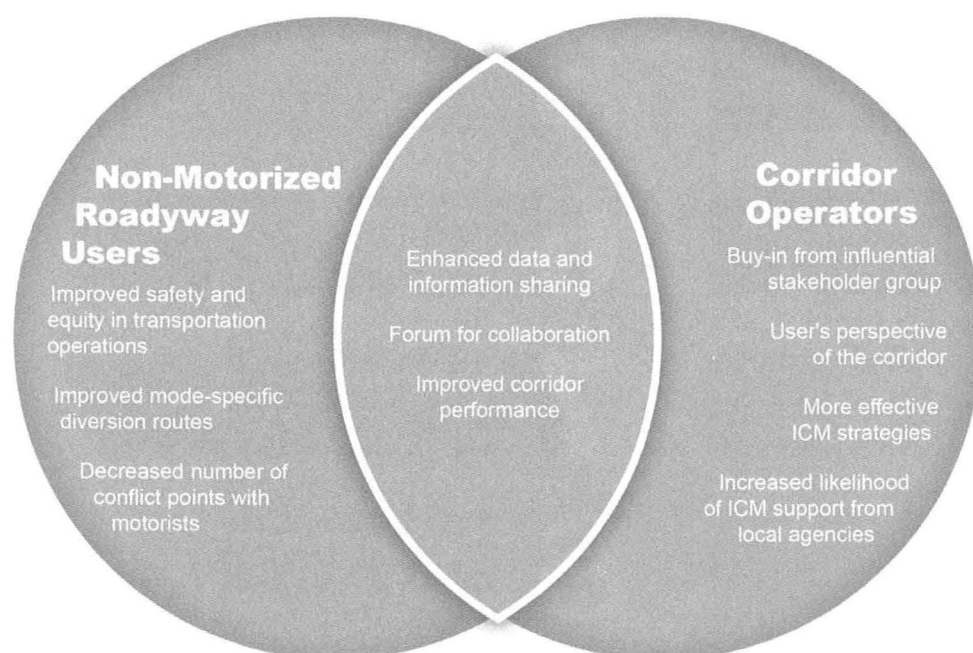 Non-Motorized
Roadyway
Users
Improved safety and
equity in transportation
operations
Improved mode-specific
diversion routes
Decreased number of
conflict points with
motorists
Enhanced data and
information sharing
Forum for collaboration
Improved corridor
performance
Corridor
Operators
Buy-in from influential
stakeholder group
User's perspective
of the corridor
More effective
ICM strategies
Increased likelihood
of ICM support from
local agencies